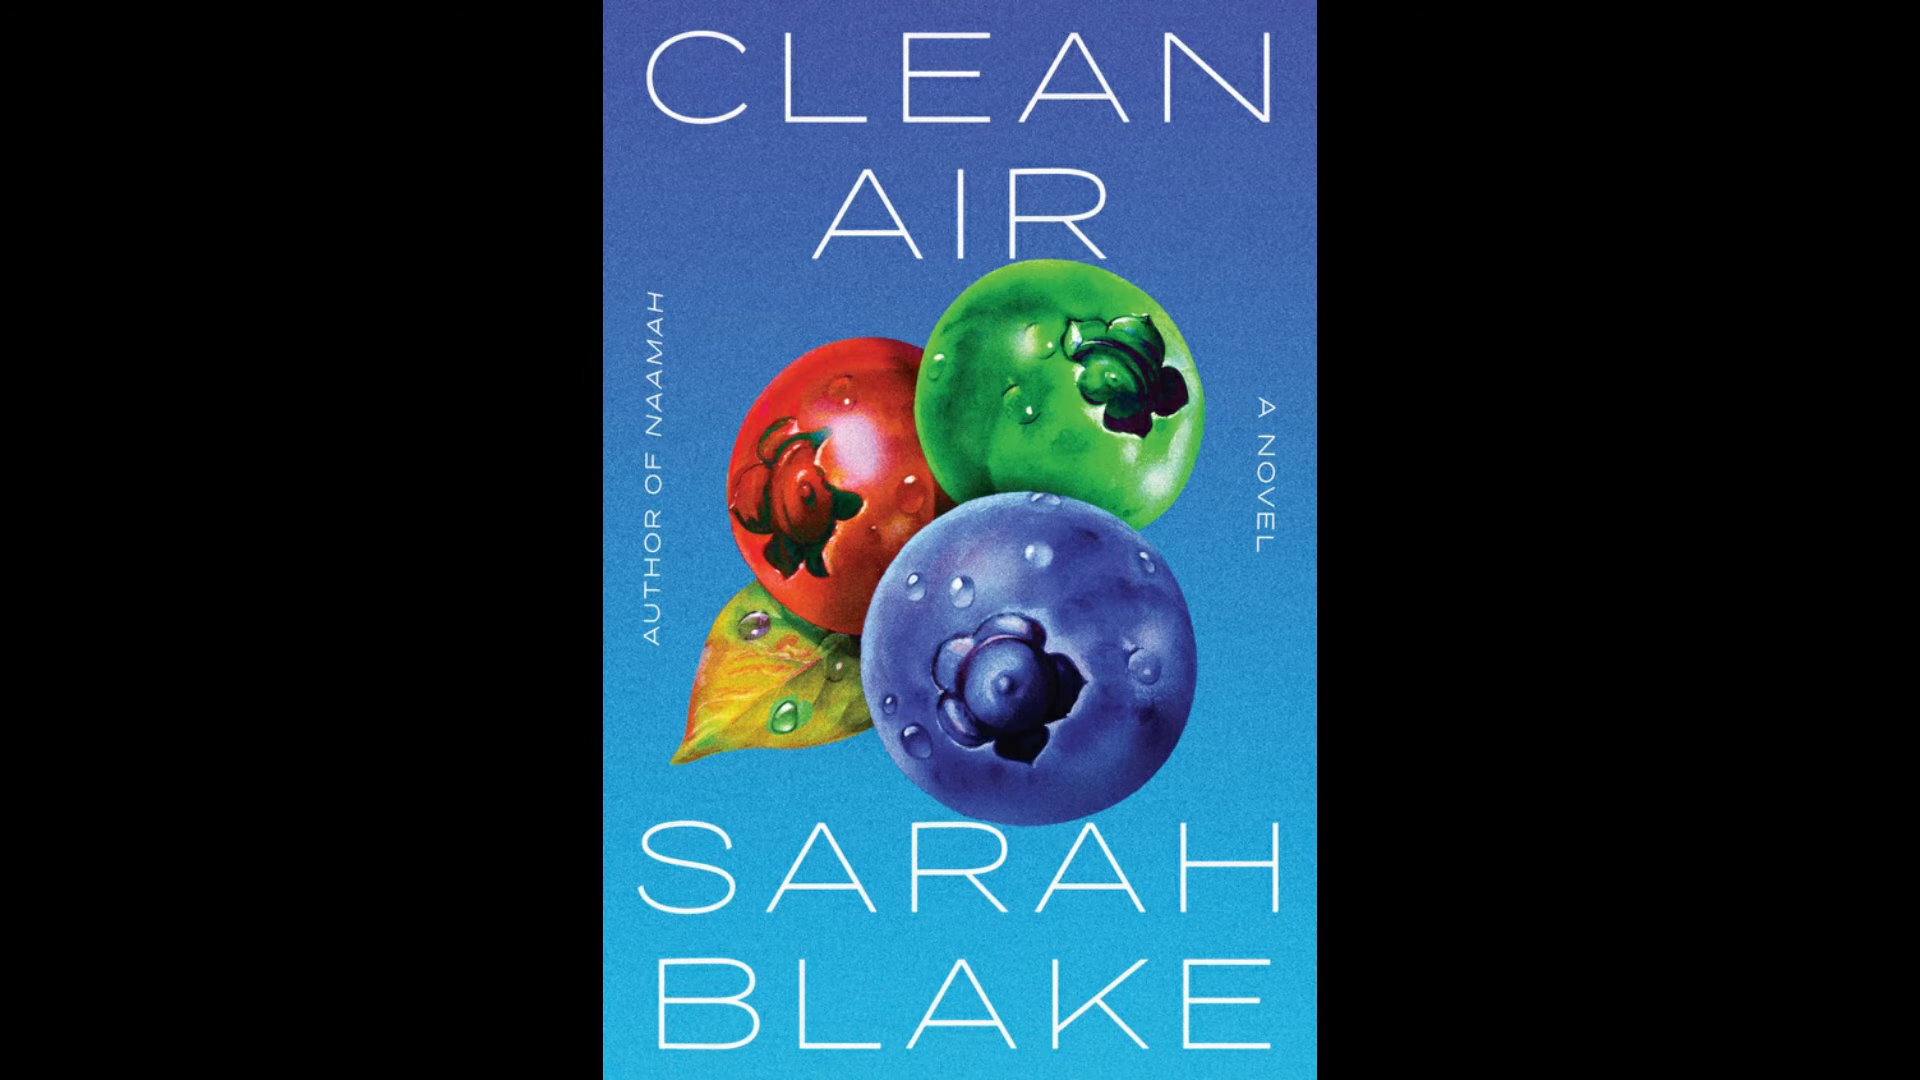 CLEAN
AIR
AUTHOR OF NAAMAH
A NOVEL
SARAH
BLAKE